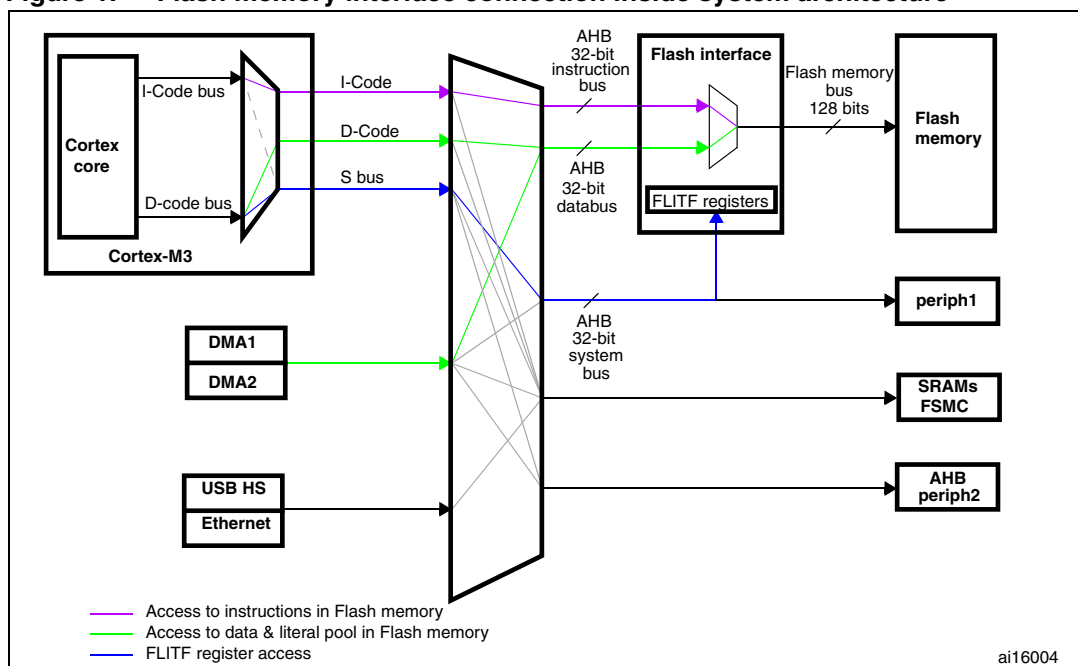 Figure 1. Flash memory interface connection inside system architecture
Cortex
core
I-Code bus
D-code bus
Cortex-M3
I-Code
D-Code
S bus
AHB
32-bit
instruction
bus
AHB
32-bit
databus
Flash interface
FLITF registers
Flash memory
bus
128 bits
Flash
memory
AHB
32-bit
system
bus
periph1
DMA1
DMA2
SRAMs
FSMC
USB HS
Ethernet
AHB
periph2
Access to instructions in Flash memory
Access to data & literal pool in Flash memory
FLITF register access
ai16004